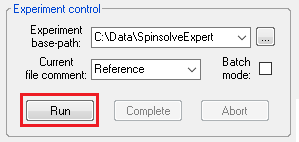 Experiment control
Experiment base-path: C:\Data\SpinsolveExpert ...
Current file comment: Reference Batch mode:
Run Complete Abort